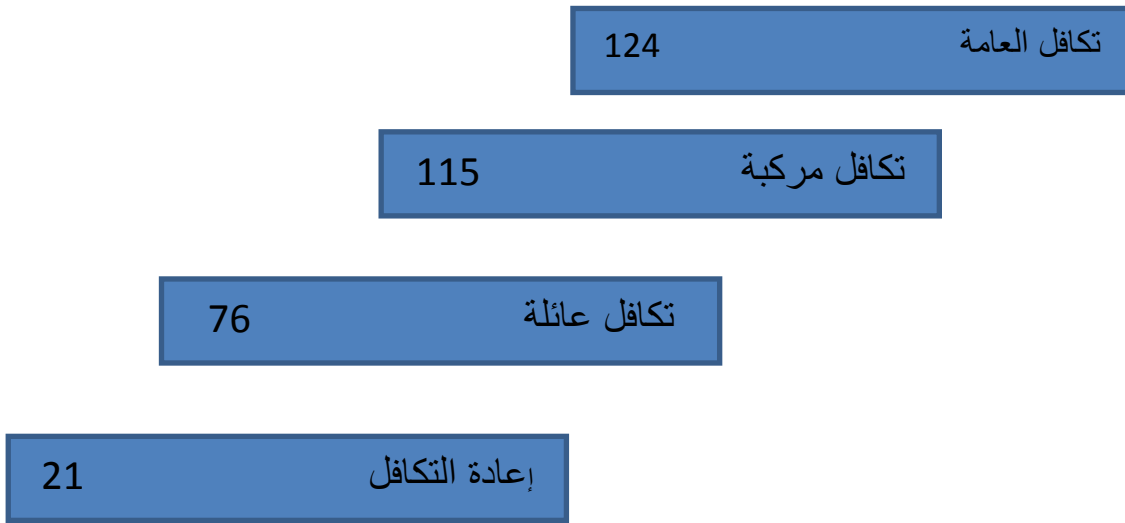 تكافل العامة 124
تكافل مركبة 115
تكافل عائلة 76
إعادة التكافل 21